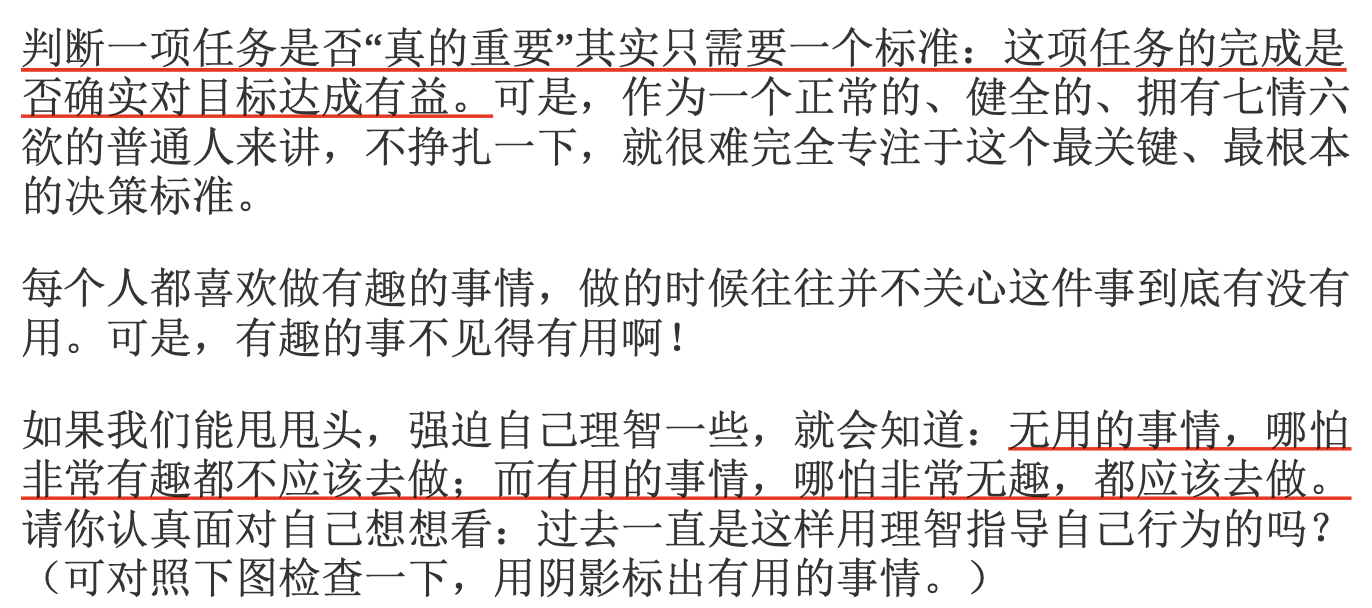 判断一项任务是否“真的重要”其实只需要一个标准：这项任务的完成是
否确实对目标达成有益。可是，作为一个正常的、健全的、拥有七情六
欲的普通人来讲，不挣扎一下，就很难完全专注于这个最关键、最根本
的决策标准。
每个人都喜欢做有趣的事情，做的时候往往并不关心这件事到底有没有
用。可是，有趣的事不见得有用啊！
如果我们能甩甩头，强迫自己理智一些，就会知道：无用的事情，哪怕
非常有趣都不应该去做；而有用的事情，哪怕非常无趣，都应该去做。
请你认真面对自己想想看：过去一直是这样用理智指导自己行为的吗？
（可对照下图检查一下，用阴影标出有用的事情。）